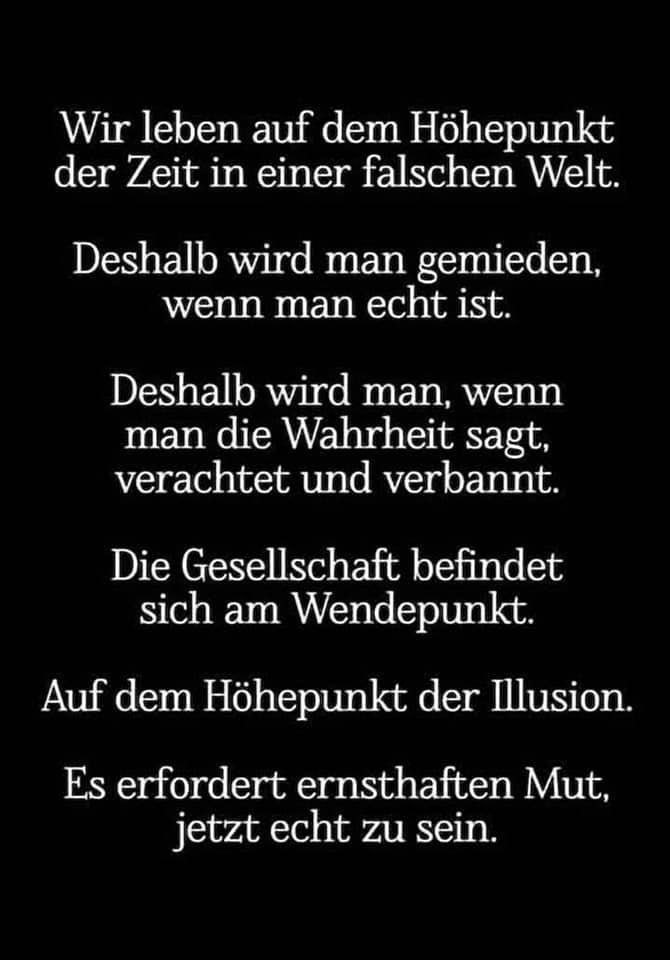 Wir leben auf dem Höhepunkt
der Zeit in einer falschen Welt.
Deshalb wird man gemieden,
wenn man echt ist.
Deshalb wird man, wenn
man die Wahrheit sagt,
verachtet und verbannt.
Die Gesellschaft befindet
sich am Wendepunkt.
Auf dem Höhepunkt der Illusion.
Es erfordert ernsthaften Mut,
jetzt echt zu sein.